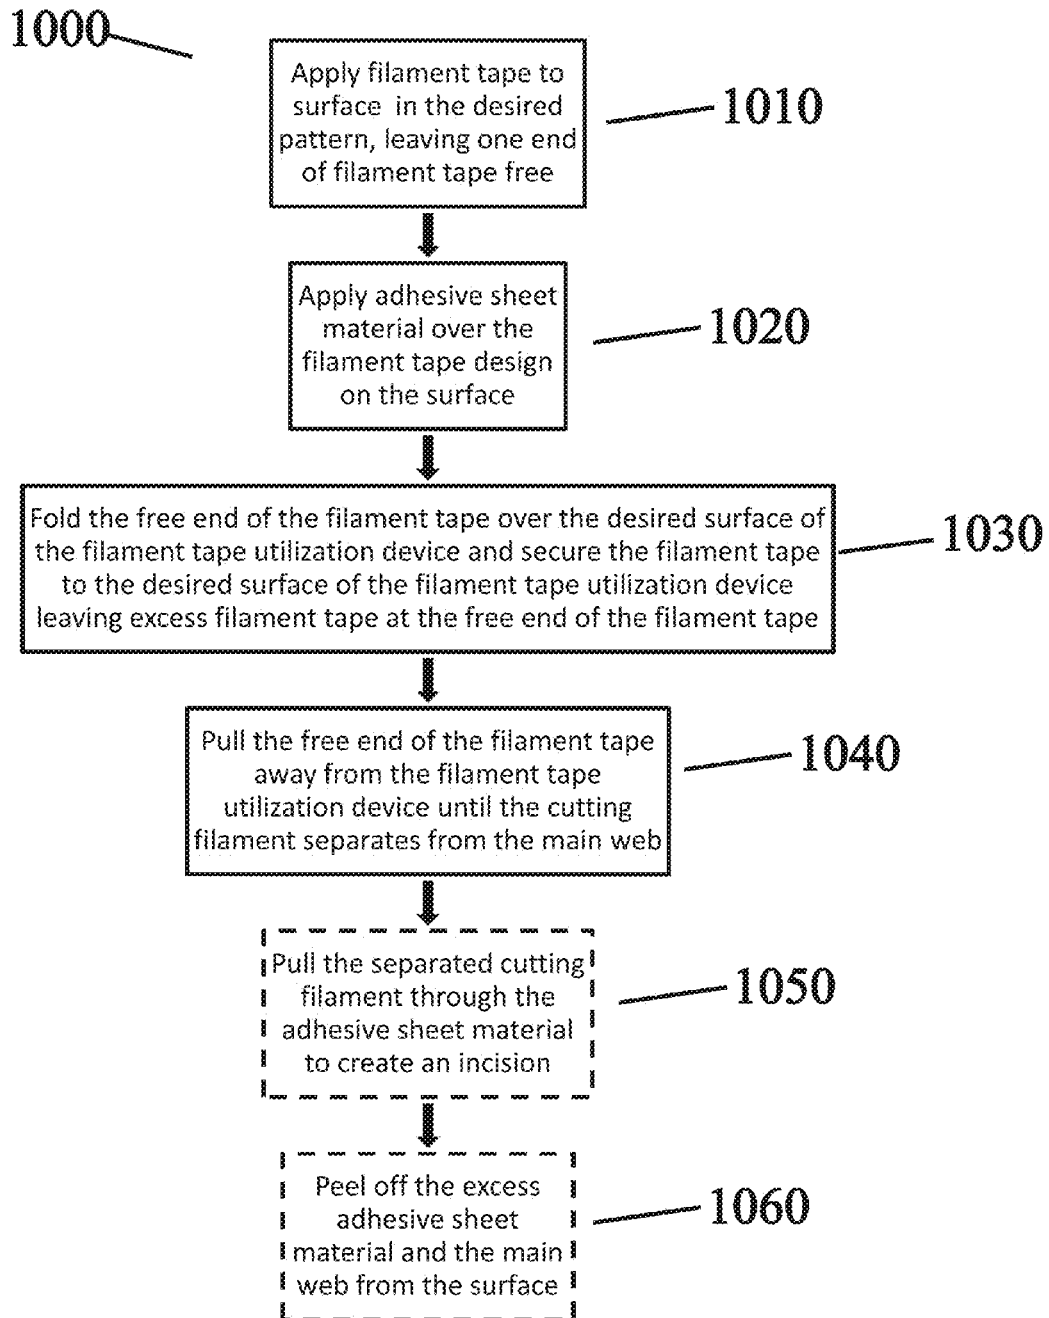 1000
Apply filament tape to
surface in the desired
pattern, leaving one end
of filament tape free
1010
Apply adhesive sheet
material over the
filament tape design
on the surface
1020
Fold the free end of the filament tape over the desired surface of
the filament tape utilization device and secure the filament tape
to the desired surface of the filament tape utilization device
leaving excess filament tape at the free end of the filament tape
1030
Pull the free end of the filament tape
away from the filament tape
utilization device until the cutting
filament separates from the main web
1040
Pull the separated cutting
filament through the
adhesive sheet material
to create an incision
1050
Peel off the excess
adhesive sheet
material and the main
web from the surface
1060